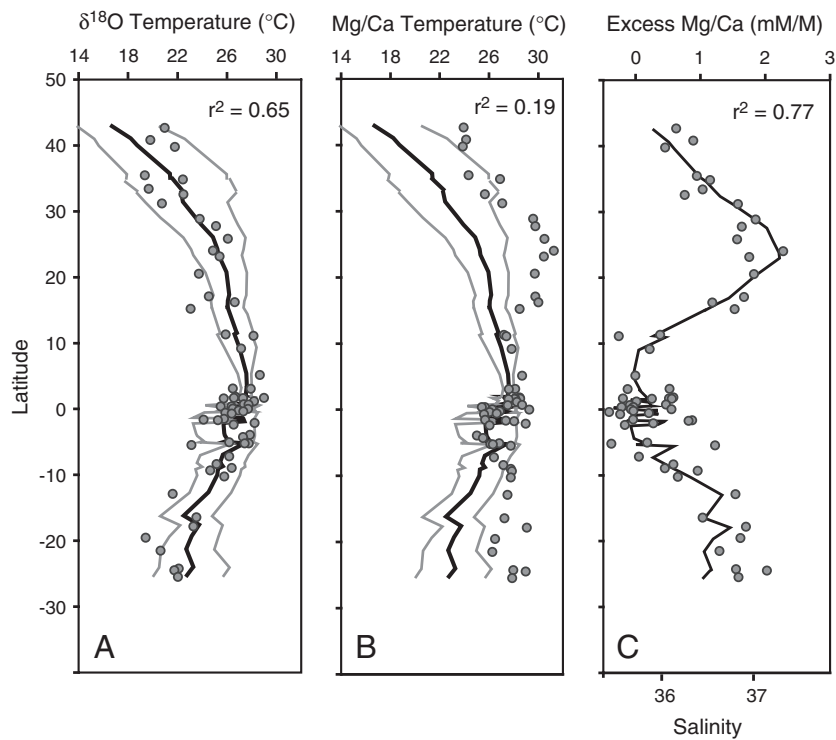 δ18O Temperature (°C)
Mg/Ca Temperature (°C)
Excess Mg/Ca (mM/M)
14 18 22 26 30
14 18 22 26 30
0 1 2 3
50
40
30
20
10
0
-10
-20
-30
Latitude
r² = 0.65
r² = 0.19
r² = 0.77
A
B
C
36 37
Salinity